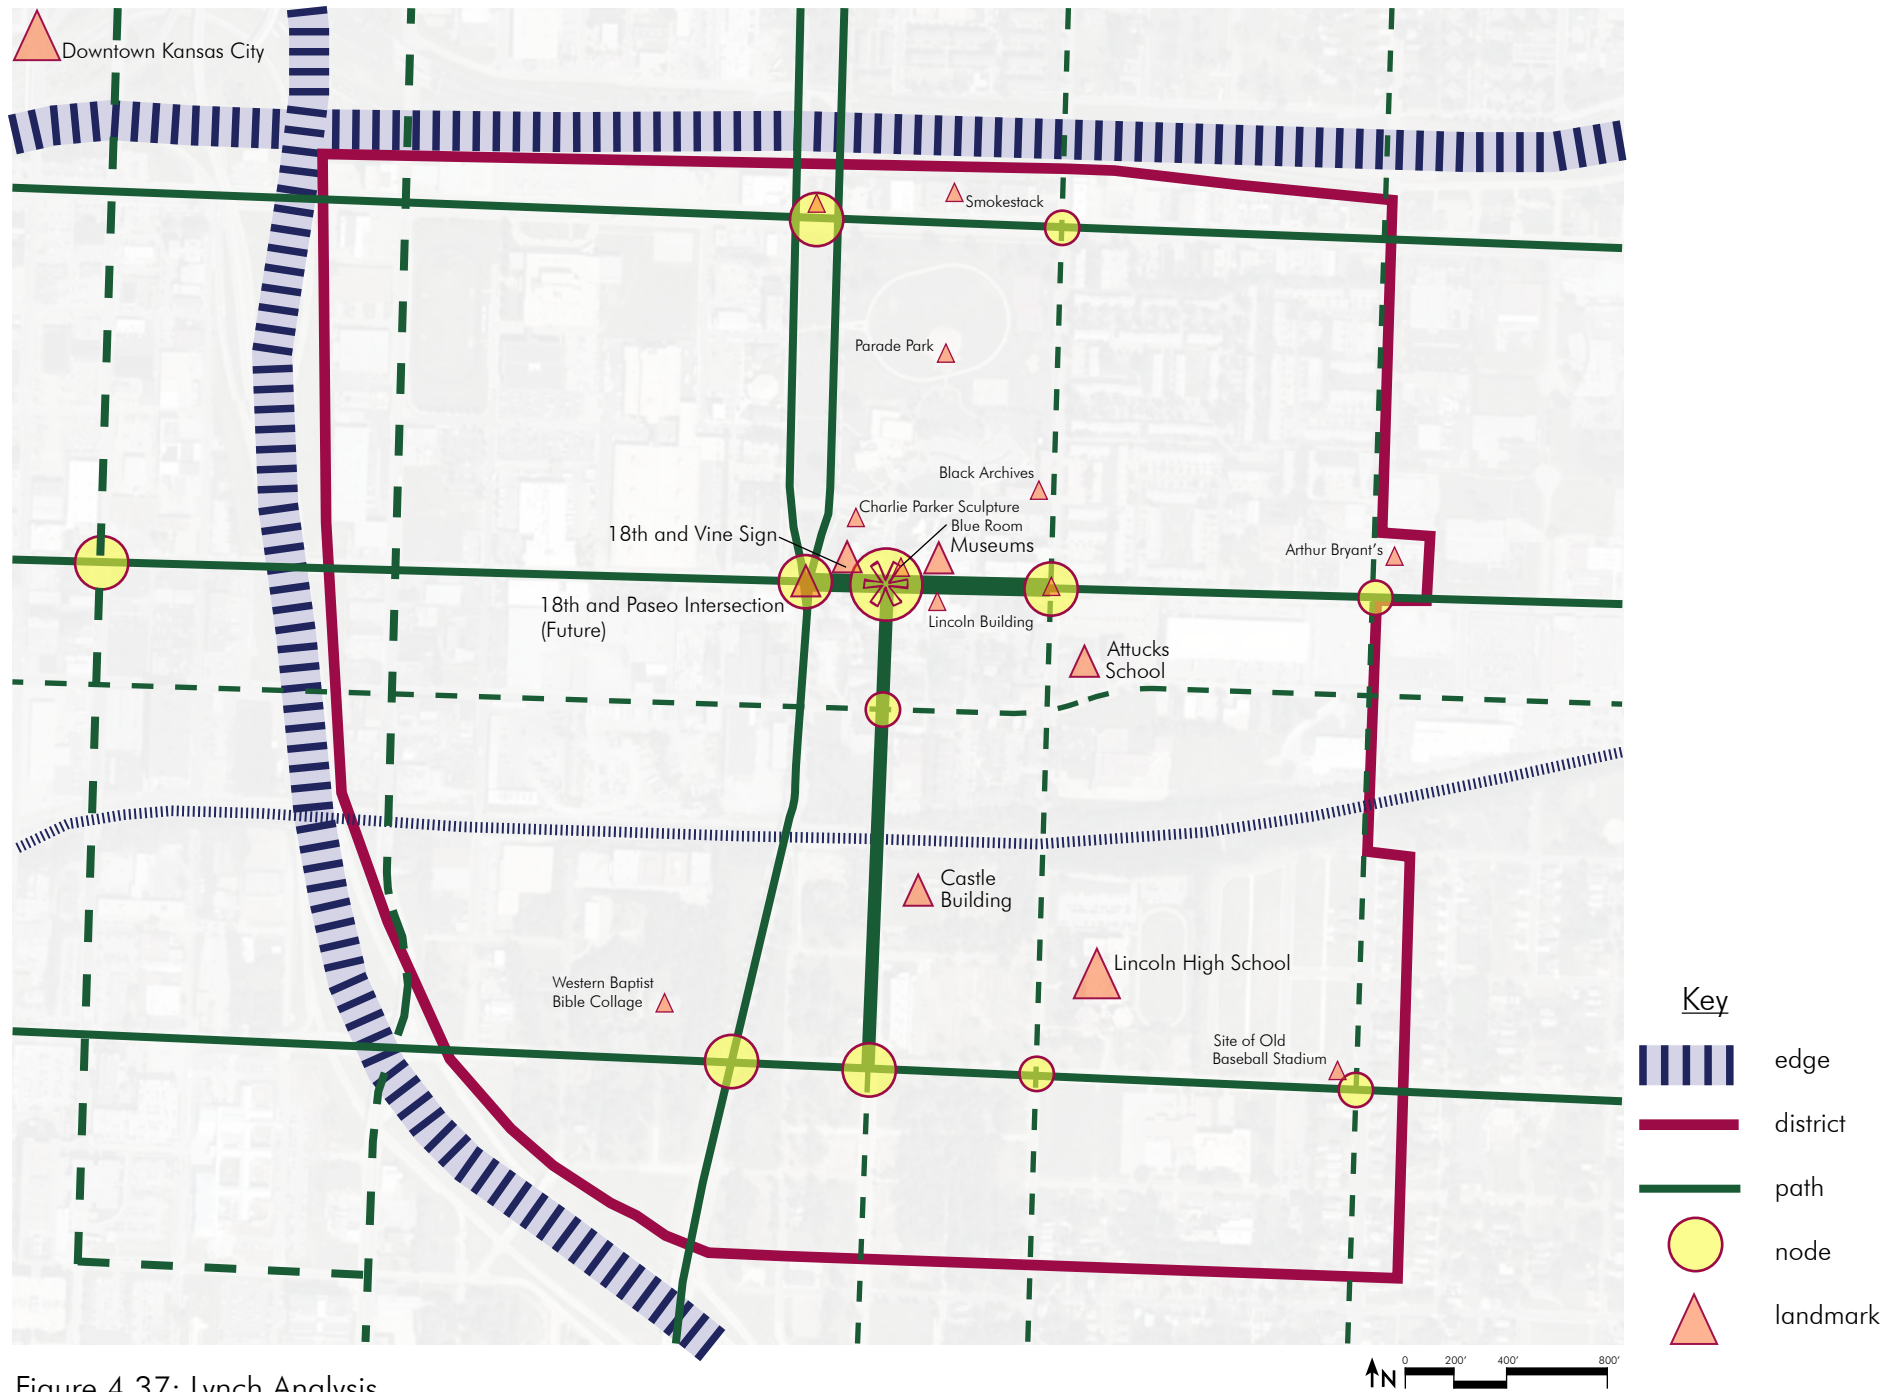 Downtown Kansas City
Smokestack
Parade Park
Black Archives
Charlie Parker Sculpture
Blue Room
18th and Vine Sign
Museums
Arthur Bryant's
18th and Paseo Intersection
(Future)
Lincoln Building
Attucks
School
Castle
Building
Lincoln High School
Western Baptist
Bible Collage
Site of Old
Baseball Stadium
Key
edge
district
path
node
landmark
0 200' 400' 800'
N
Figure 4.37: Lynch Analysis